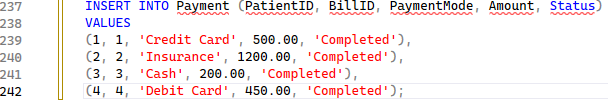 237 INSERT INTO Payment (PatientID, BillID, PaymentMode, Amount, Status)
238 VALUES
239 (1, 1, 'Credit Card', 500.00, 'Completed'),
240 (2, 2, 'Insurance', 1200.00, 'Completed'),
241 (3, 3, 'Cash', 200.00, 'Completed'),
242 (4, 4, 'Debit Card', 450.00, 'Completed');